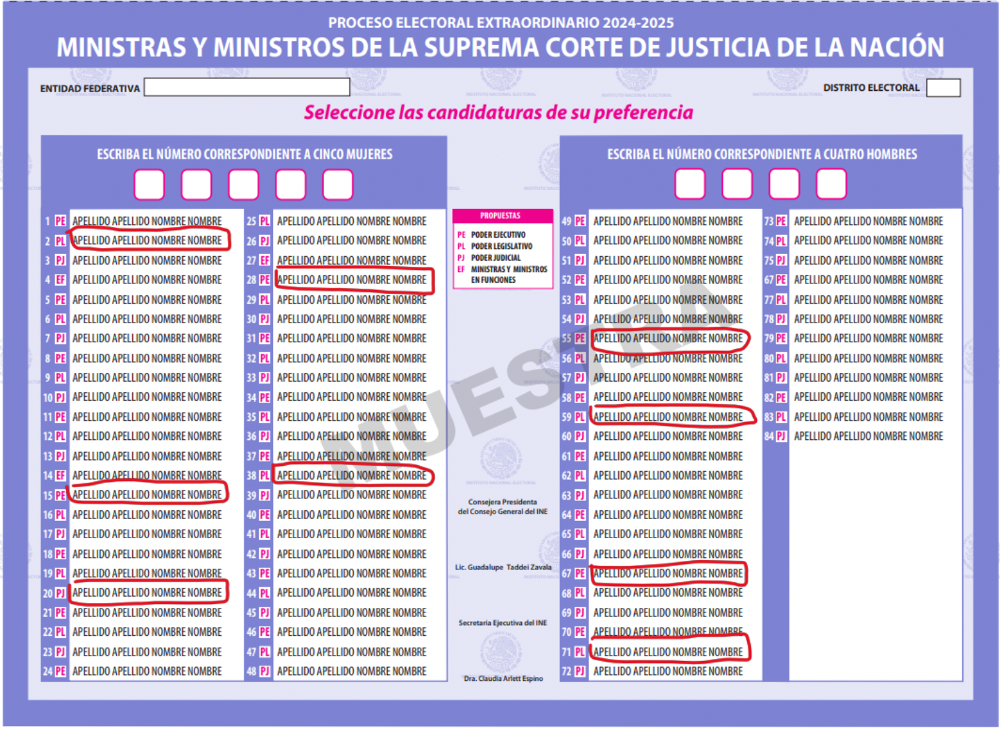 PROCESO ELECTORAL EXTRAORDINARIO 2024-2025
MINISTRAS Y MINISTROS DE LA SUPREMA CORTE DE JUSTICIA DE LA NACIÓN
ENTIDAD FEDERATIVA
DISTRITO ELECTORAL
Seleccione las candidaturas de su preferencia
ESCRIBA EL NÚMERO CORRESPONDIENTE A CINCO MUJERES
1 PE APELLIDO APELLIDO NOMBRE NOMBRE
2 PL APELLIDO APELLIDO NOMBRE NOMBRE
3 PJ APELLIDO APELLIDO NOMBRE NOMBRE
4 EF APELLIDO APELLIDO NOMBRE NOMBRE
5 PE APELLIDO APELLIDO NOMBRE NOMBRE
6 PL APELLIDO APELLIDO NOMBRE NOMBRE
7 PJ APELLIDO APELLIDO NOMBRE NOMBRE
8 PE APELLIDO APELLIDO NOMBRE NOMBRE
9 PL APELLIDO APELLIDO NOMBRE NOMBRE
10 PJ APELLIDO APELLIDO NOMBRE NOMBRE
11 PE APELLIDO APELLIDO NOMBRE NOMBRE
12 PL APELLIDO APELLIDO NOMBRE NOMBRE
13 PJ APELLIDO APELLIDO NOMBRE NOMBRE
14 EF APELLIDO APELLIDO NOMBRE NOMBRE
15 PE APELLIDO APELLIDO NOMBRE NOMBRE
16 PL APELLIDO APELLIDO NOMBRE NOMBRE
17 PJ APELLIDO APELLIDO NOMBRE NOMBRE
18 PE APELLIDO APELLIDO NOMBRE NOMBRE
19 PL APELLIDO APELLIDO NOMBRE NOMBRE
20 PJ APELLIDO APELLIDO NOMBRE NOMBRE
21 PE APELLIDO APELLIDO NOMBRE NOMBRE
22 PL APELLIDO APELLIDO NOMBRE NOMBRE
23 PJ APELLIDO APELLIDO NOMBRE NOMBRE
24 PE APELLIDO APELLIDO NOMBRE NOMBRE
25 PL APELLIDO APELLIDO NOMBRE NOMBRE
26 PJ APELLIDO APELLIDO NOMBRE NOMBRE
27 EF APELLIDO APELLIDO NOMBRE NOMBRE
28 PE APELLIDO APELLIDO NOMBRE NOMBRE
29 PL APELLIDO APELLIDO NOMBRE NOMBRE
30 PJ APELLIDO APELLIDO NOMBRE NOMBRE
31 PE APELLIDO APELLIDO NOMBRE NOMBRE
32 PL APELLIDO APELLIDO NOMBRE NOMBRE
33 PJ APELLIDO APELLIDO NOMBRE NOMBRE
34 PE APELLIDO APELLIDO NOMBRE NOMBRE
35 PL APELLIDO APELLIDO NOMBRE NOMBRE
36 PJ APELLIDO APELLIDO NOMBRE NOMBRE
37 PE APELLIDO APELLIDO NOMBRE NOMBRE
38 PL APELLIDO APELLIDO NOMBRE NOMBRE
39 PJ APELLIDO APELLIDO NOMBRE NOMBRE
40 PE APELLIDO APELLIDO NOMBRE NOMBRE
41 PL APELLIDO APELLIDO NOMBRE NOMBRE
42 PJ APELLIDO APELLIDO NOMBRE NOMBRE
43 PE APELLIDO APELLIDO NOMBRE NOMBRE
44 PL APELLIDO APELLIDO NOMBRE NOMBRE
45 PJ APELLIDO APELLIDO NOMBRE NOMBRE
46 PE APELLIDO APELLIDO NOMBRE NOMBRE
47 PL APELLIDO APELLIDO NOMBRE NOMBRE
48 PJ APELLIDO APELLIDO NOMBRE NOMBRE
PROPUESTAS
PE PODER EJECUTIVO
PL PODER LEGISLATIVO
PJ PODER JUDICIAL
EF MINISTRAS Y MINISTROS
EN FUNCIONES
MUESTRA
INSTITUTO NACIONAL ELECTORAL
Consejera Presidenta
del Consejo General del INE
Lic. Guadalupe Taddei Zavala
Secretaria Ejecutiva del INE
Dra. Claudia Arlett Espino
ESCRIBA EL NÚMERO CORRESPONDIENTE A CUATRO HOMBRES
49 PE APELLIDO APELLIDO NOMBRE NOMBRE
50 PL APELLIDO APELLIDO NOMBRE NOMBRE
51 PJ APELLIDO APELLIDO NOMBRE NOMBRE
52 PE APELLIDO APELLIDO NOMBRE NOMBRE
53 PL APELLIDO APELLIDO NOMBRE NOMBRE
54 PJ APELLIDO APELLIDO NOMBRE NOMBRE
55 PE APELLIDO APELLIDO NOMBRE NOMBRE
56 PL APELLIDO APELLIDO NOMBRE NOMBRE
57 PJ APELLIDO APELLIDO NOMBRE NOMBRE
58 PE APELLIDO APELLIDO NOMBRE NOMBRE
59 PL APELLIDO APELLIDO NOMBRE NOMBRE
60 PJ APELLIDO APELLIDO NOMBRE NOMBRE
61 PE APELLIDO APELLIDO NOMBRE NOMBRE
62 PL APELLIDO APELLIDO NOMBRE NOMBRE
63 PJ APELLIDO APELLIDO NOMBRE NOMBRE
64 PE APELLIDO APELLIDO NOMBRE NOMBRE
65 PL APELLIDO APELLIDO NOMBRE NOMBRE
66 PJ APELLIDO APELLIDO NOMBRE NOMBRE
67 PE APELLIDO APELLIDO NOMBRE NOMBRE
68 PL APELLIDO APELLIDO NOMBRE NOMBRE
69 PJ APELLIDO APELLIDO NOMBRE NOMBRE
70 PE APELLIDO APELLIDO NOMBRE NOMBRE
71 PL APELLIDO APELLIDO NOMBRE NOMBRE
72 PJ APELLIDO APELLIDO NOMBRE NOMBRE
73 PE APELLIDO APELLIDO NOMBRE NOMBRE
74 PL APELLIDO APELLIDO NOMBRE NOMBRE
75 PJ APELLIDO APELLIDO NOMBRE NOMBRE
67 PE APELLIDO APELLIDO NOMBRE NOMBRE
77 PL APELLIDO APELLIDO NOMBRE NOMBRE
78 PJ APELLIDO APELLIDO NOMBRE NOMBRE
79 PE APELLIDO APELLIDO NOMBRE NOMBRE
80 PL APELLIDO APELLIDO NOMBRE NOMBRE
81 PJ APELLIDO APELLIDO NOMBRE NOMBRE
82 PE APELLIDO APELLIDO NOMBRE NOMBRE
83 PL APELLIDO APELLIDO NOMBRE NOMBRE
84 PJ APELLIDO APELLIDO NOMBRE NOMBRE